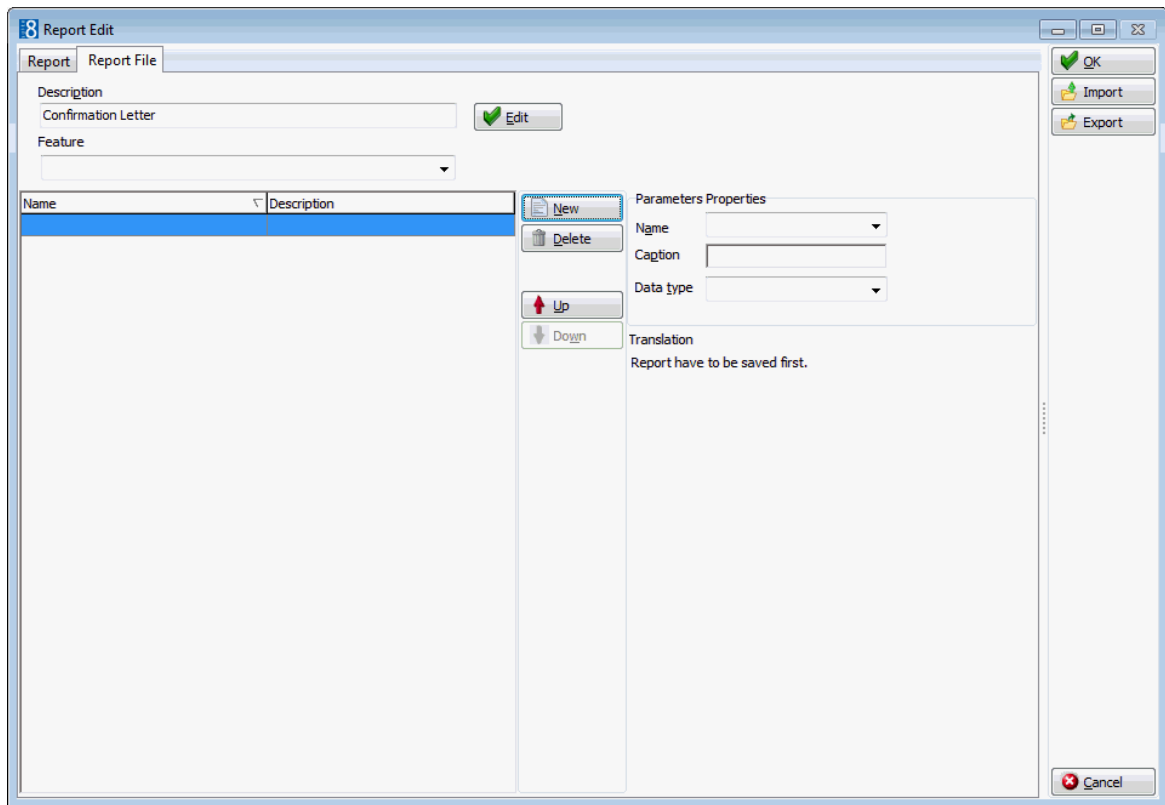 8 Report Edit
Report Report File
OK
Import
Export
Description
Confirmation Letter
Edit
Feature
Name Description
New
Delete
Up
Down
Parameters Properties
Name
Caption
Data type
Translation
Report have to be saved first.
Cancel